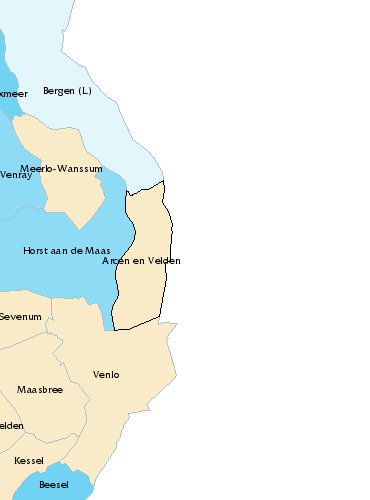 Bergen (L)
xmeer
Meerlo-Wanssum
Venray
Horst aan de Maas
Arcen en Velden
Sevenum
Venlo
Maasbree
elden
Kessel
Beesel